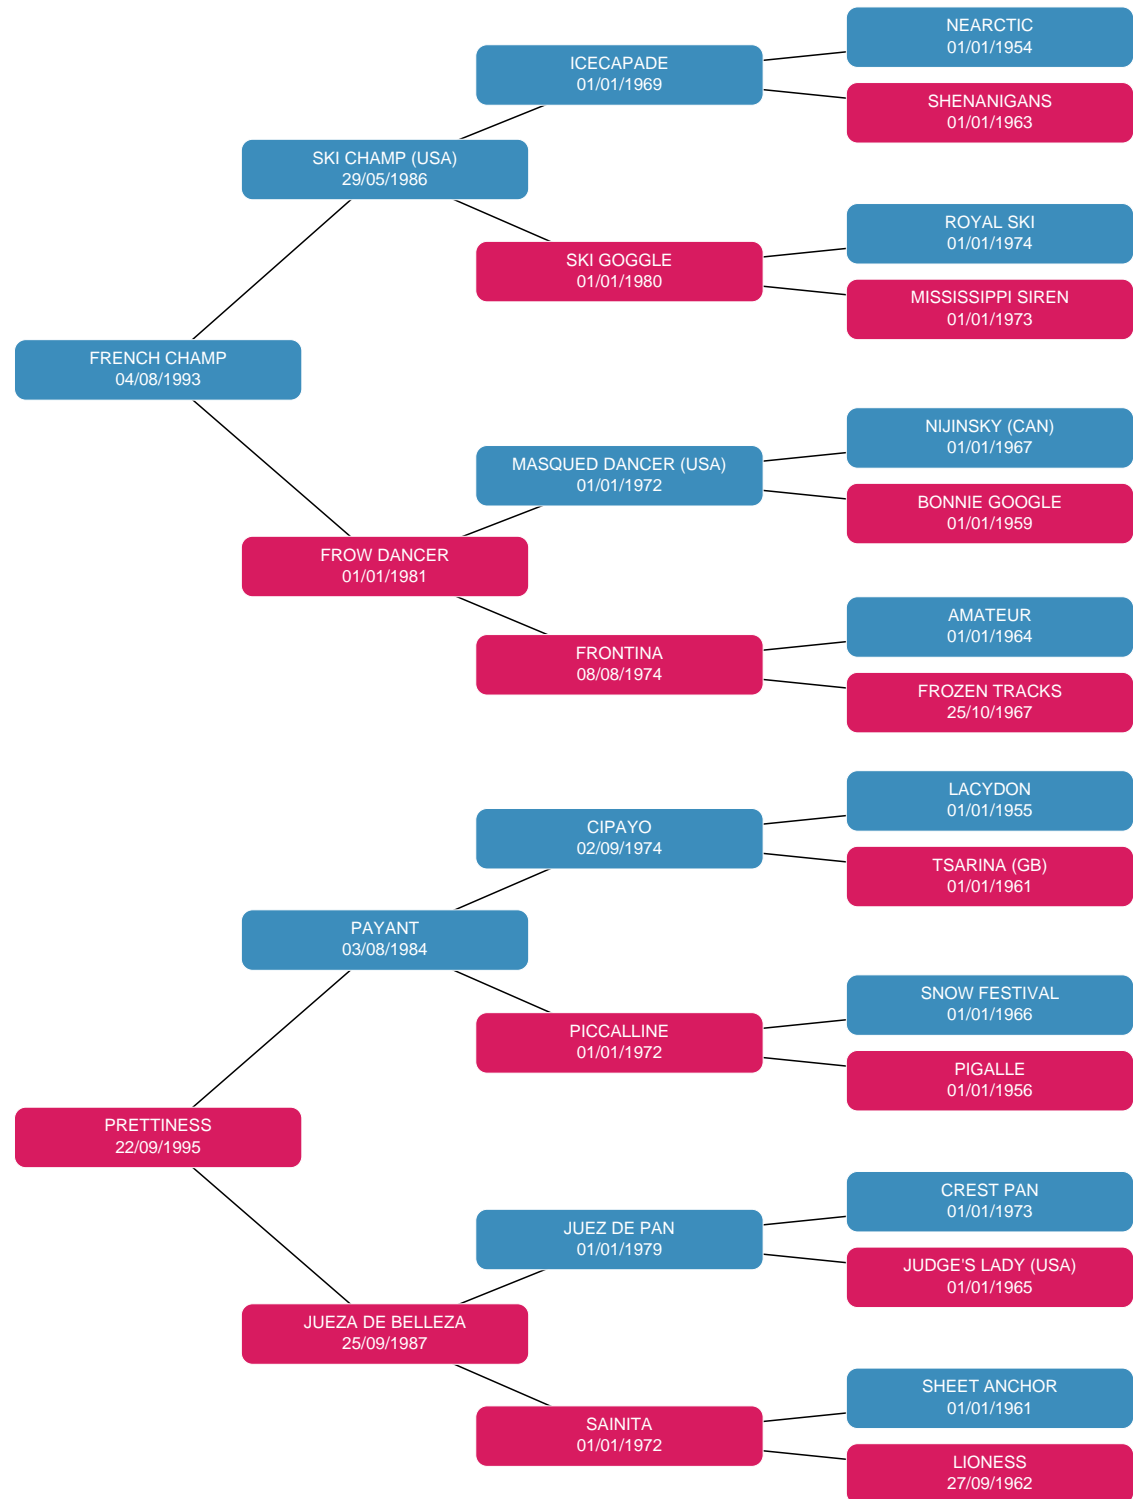 NEARCTIC
01/01/1954
ICECAPADE
01/01/1969
SHENANIGANS
01/01/1963
SKI CHAMP (USA)
29/05/1986
ROYAL SKI
01/01/1974
SKI GOGGLE
01/01/1980
MISSISSIPPI SIREN
01/01/1973
FRENCH CHAMP
04/08/1993
NIJINSKY (CAN)
01/01/1967
MASQUED DANCER (USA)
01/01/1972
BONNIE GOOGLE
01/01/1959
FROW DANCER
01/01/1981
AMATEUR
01/01/1964
FRONTINA
08/08/1974
FROZEN TRACKS
25/10/1967
LACYDON
01/01/1955
CIPAYO
02/09/1974
TSARINA (GB)
01/01/1961
PAYANT
03/08/1984
SNOW FESTIVAL
01/01/1966
PICCALLINE
01/01/1972
PIGALLE
01/01/1956
PRETTINESS
22/09/1995
CREST PAN
01/01/1973
JUEZ DE PAN
01/01/1979
JUDGE'S LADY (USA)
01/01/1965
JUEZA DE BELLEZA
25/09/1987
SHEET ANCHOR
01/01/1961
SAINITA
01/01/1972
LIONESS
27/09/1962